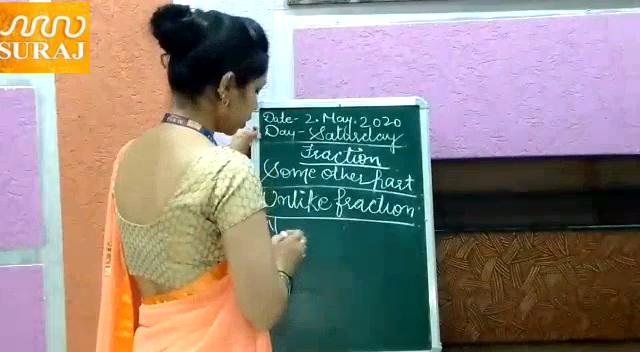 SURAJ
Date- 2. May. 2020
Day- Saturday
Fraction
Some other part
Unlike fraction